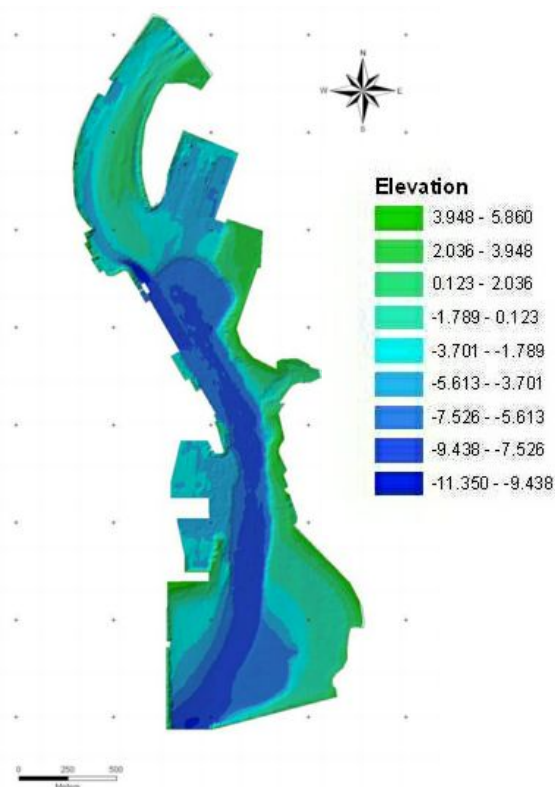 N
W E
S
Elevation
3.948 - 5.860
2.036 - 3.948
0.123 - 2.036
-1.789 - 0.123
-3.701 - -1.789
-5.613 - -3.701
-7.526 - -5.613
-9.438 - -7.526
-11.350 - -9.438
0 250 500
Metres